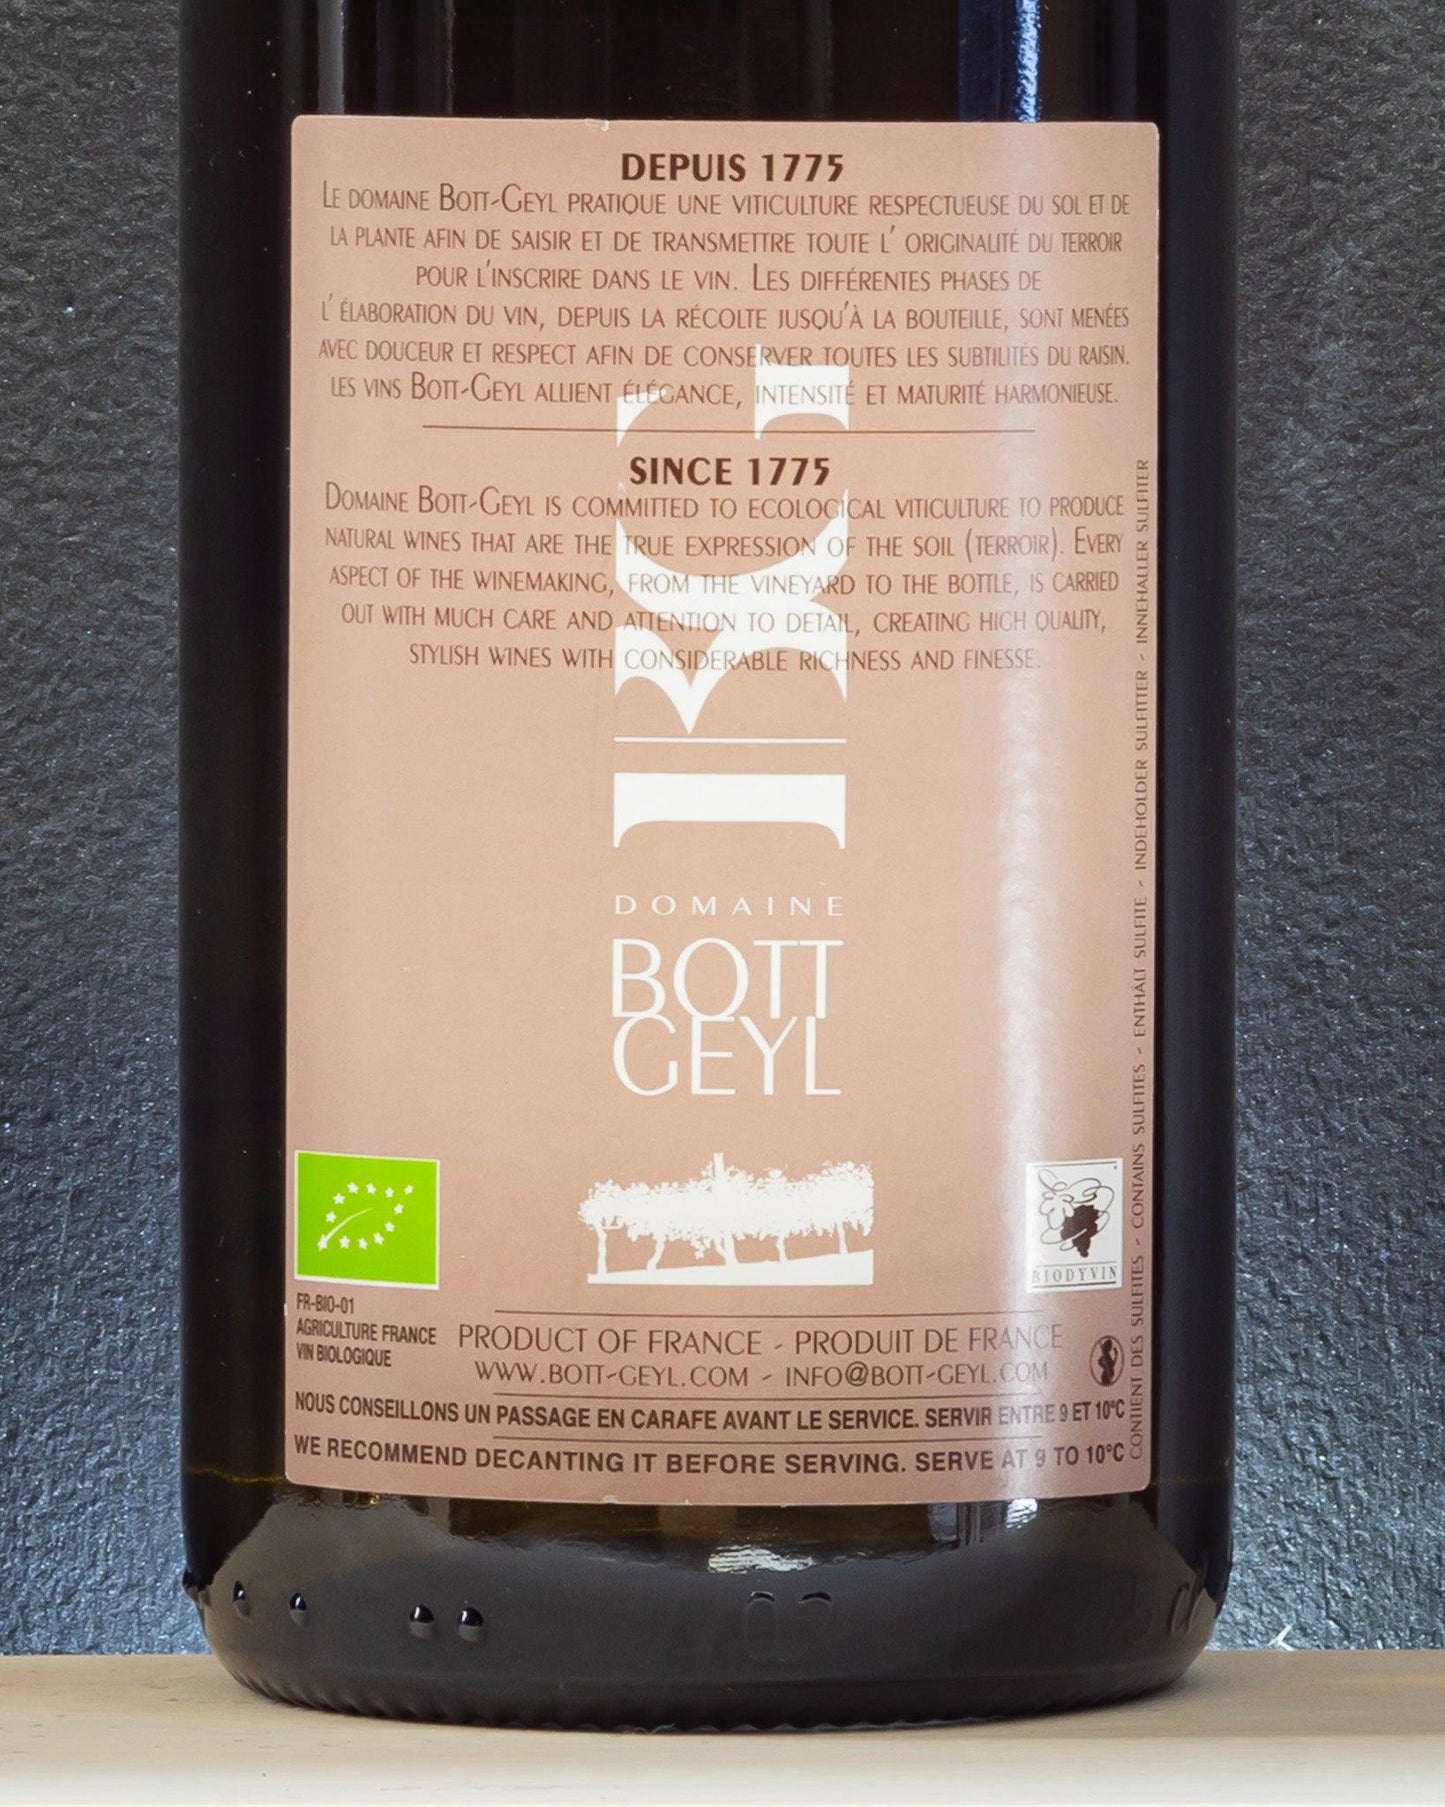 DEPUIS 1775
LE DOMAINE BOTT-GEYL PRATIQUE UNE VITICULTURE RESPECTUEUSE DU SOL ET DE
LA PLANTE AFIN DE SAISIR ET DE TRANSMETTRE TOUTE L' ORIGINALITÉ DU TERROIR
POUR L'INSCRIRE DANS LE VIN. LES DIFFÉRENTES PHASES DE
L' ÉLABORATION DU VIN, DEPUIS LA RÉCOLTE JUSQU'À LA BOUTEILLE, SONT MENÉES
AVEC DOUCEUR ET RESPECT AFIN DE CONSERVER TOUTES LES SUBTILITÉS DU RAISIN.
LES VINS BOTT-GEYL ALLIENT ÉLÉGANCE, INTENSITÉ ET MATURITÉ HARMONIEUSE.
SINCE 1775
DOMAINE BOTT-GEYL IS COMMITTED TO ECOLOGICAL VITICULTURE TO PRODUCE
NATURAL WINES THAT ARE THE TRUE EXPRESSION OF THE SOIL (TERROIR). EVERY
ASPECT OF THE WINEMAKING, FROM THE VINEYARD TO THE BOTTLE, IS CARRIED
OUT WITH MUCH CARE AND ATTENTION TO DETAIL, CREATING HIGH QUALITY,
STYLISH WINES WITH CONSIDERABLE RICHNESS AND FINESSE.
DOMAINE
BOTT
GEYL
BIODYVIN
FR-BIO-01
AGRICULTURE FRANCE
VIN BIOLOGIQUE
PRODUCT OF FRANCE - PRODUIT DE FRANCE
WWW.BOTT-GEYL.COM - INFO@BOTT-GEYL.COM
NOUS CONSEILLONS UN PASSAGE EN CARAFE AVANT LE SERVICE. SERVIR ENTRE 9 ET 10°C
WE RECOMMEND DECANTING IT BEFORE SERVING. SERVE AT 9 TO 10°C
CONTIENT DES SULFITES - CONTAINS SULFITES - ENTHÄLT SULFITE - INDEHOLDER SULFITTER - INNEHALLER SULFITER